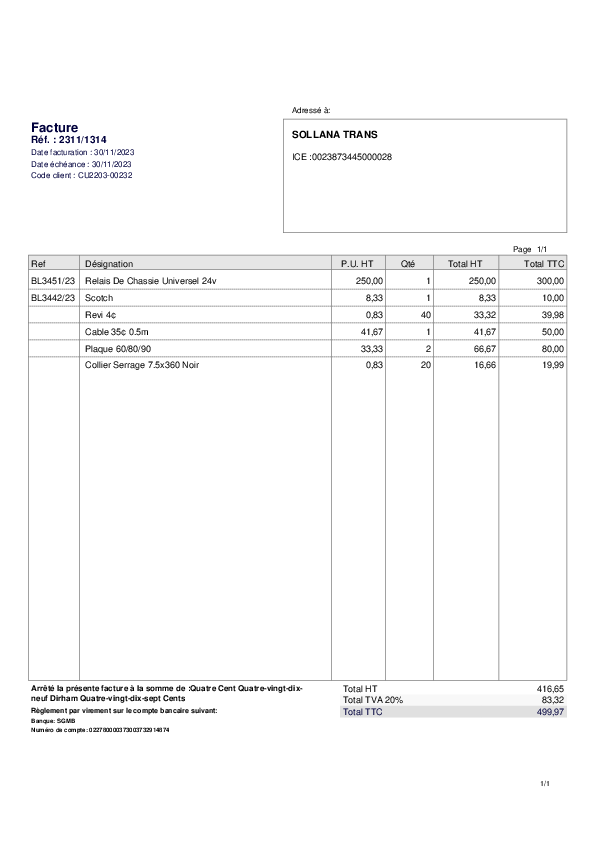 Adressé à:
Facture
Réf. : 2311/1314
Date facturation : 30/11/2023
Date échéance : 30/11/2023
Code client : CU2203-00232
SOLLANA TRANS
ICE :0023873445000028
Page 1/1
Ref Désignation P.U. HT Qté Total HT Total TTC
BL3451/23 Relais De Chassie Universel 24v 250,00 1 250,00 300,00
BL3442/23 Scotch 8,33 1 8,33 10,00
Revi 4¢ 0,83 40 33,32 39,98
Cable 35¢ 0.5m 41,67 1 41,67 50,00
Plaque 60/80/90 33,33 2 66,67 80,00
Collier Serrage 7.5x360 Noir 0,83 20 16,66 19,99
Arrêté la présente facture à la somme de :Quatre Cent Quatre-vingt-dix-
neuf Dirham Quatre-vingt-dix-sept Cents
Règlement par virement sur le compte bancaire suivant:
Banque: SGMB
Numéro de compte: 022780000373003732914874
Total HT 416,65
Total TVA 20% 83,32
Total TTC 499,97
1/1